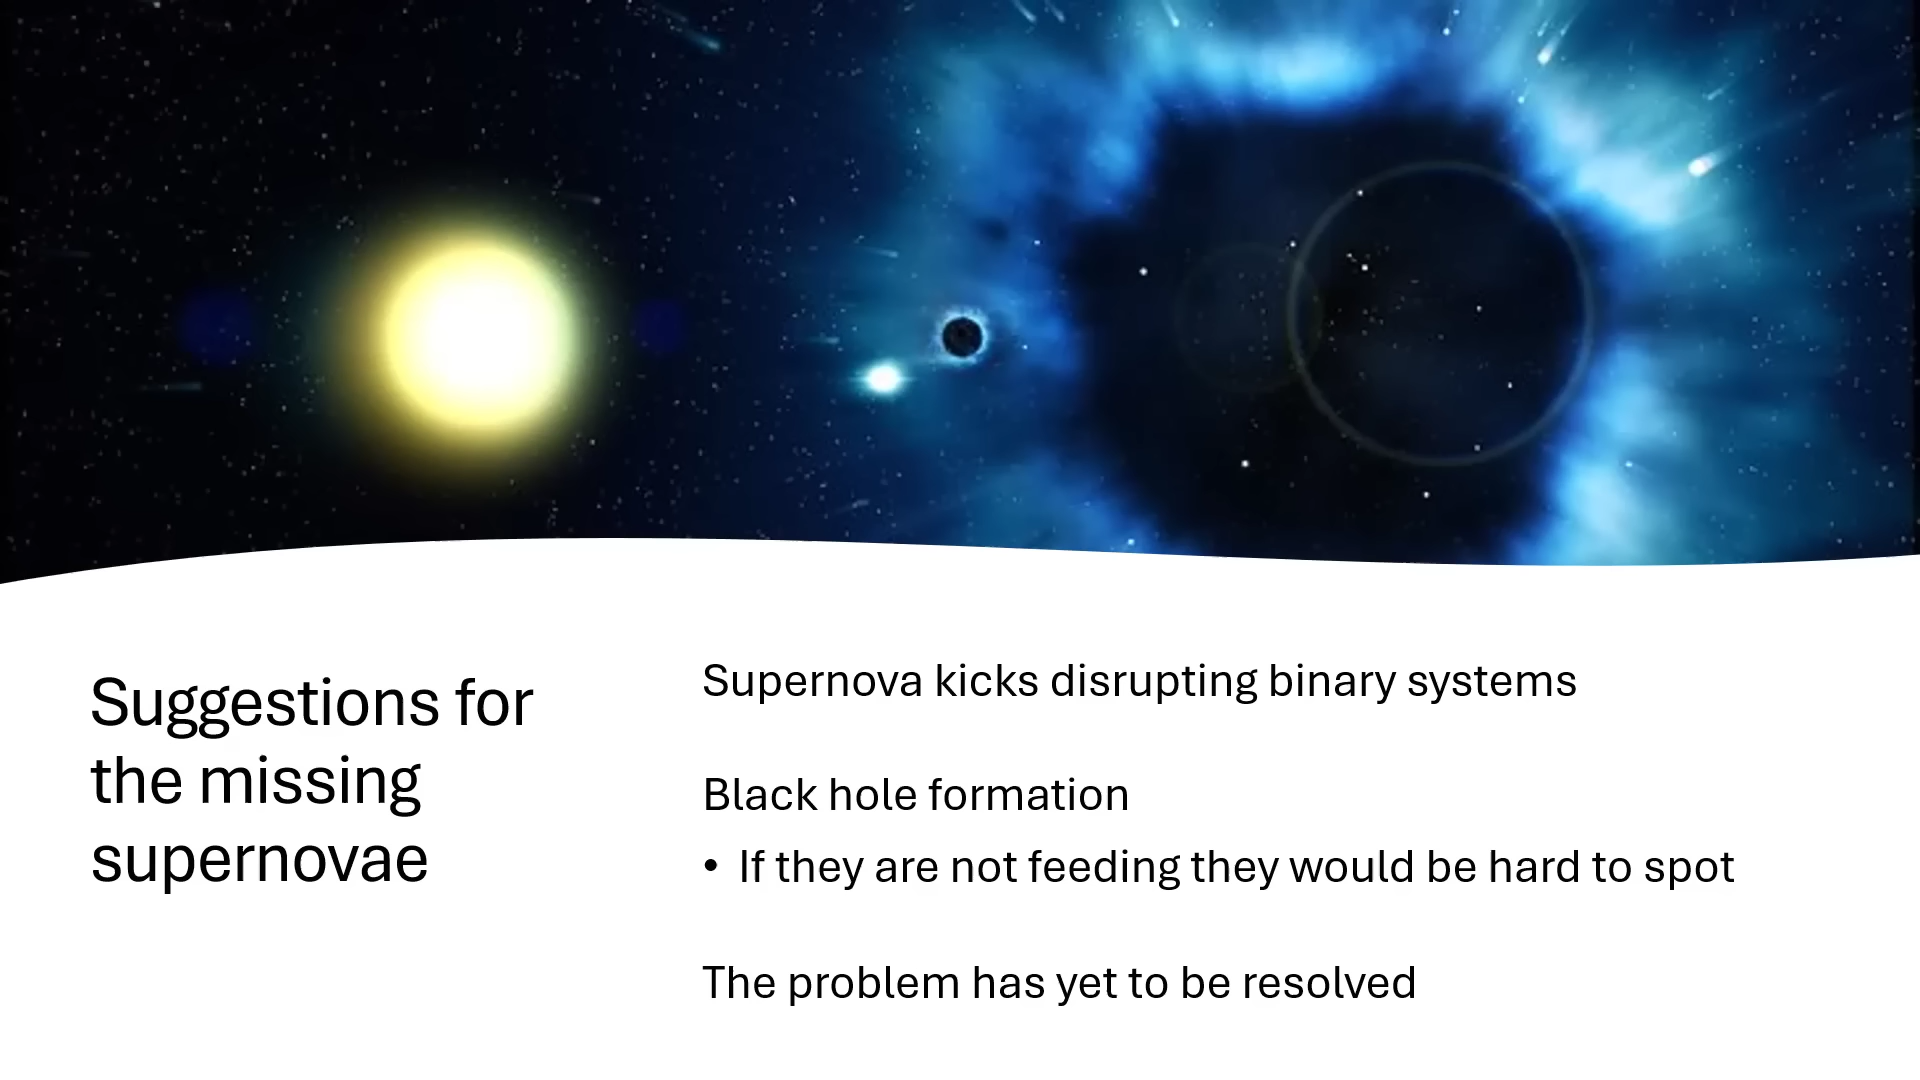 Suggestions for
the missing
supernovae
Supernova kicks disrupting binary systems
Black hole formation
• If they are not feeding they would be hard to spot
The problem has yet to be resolved